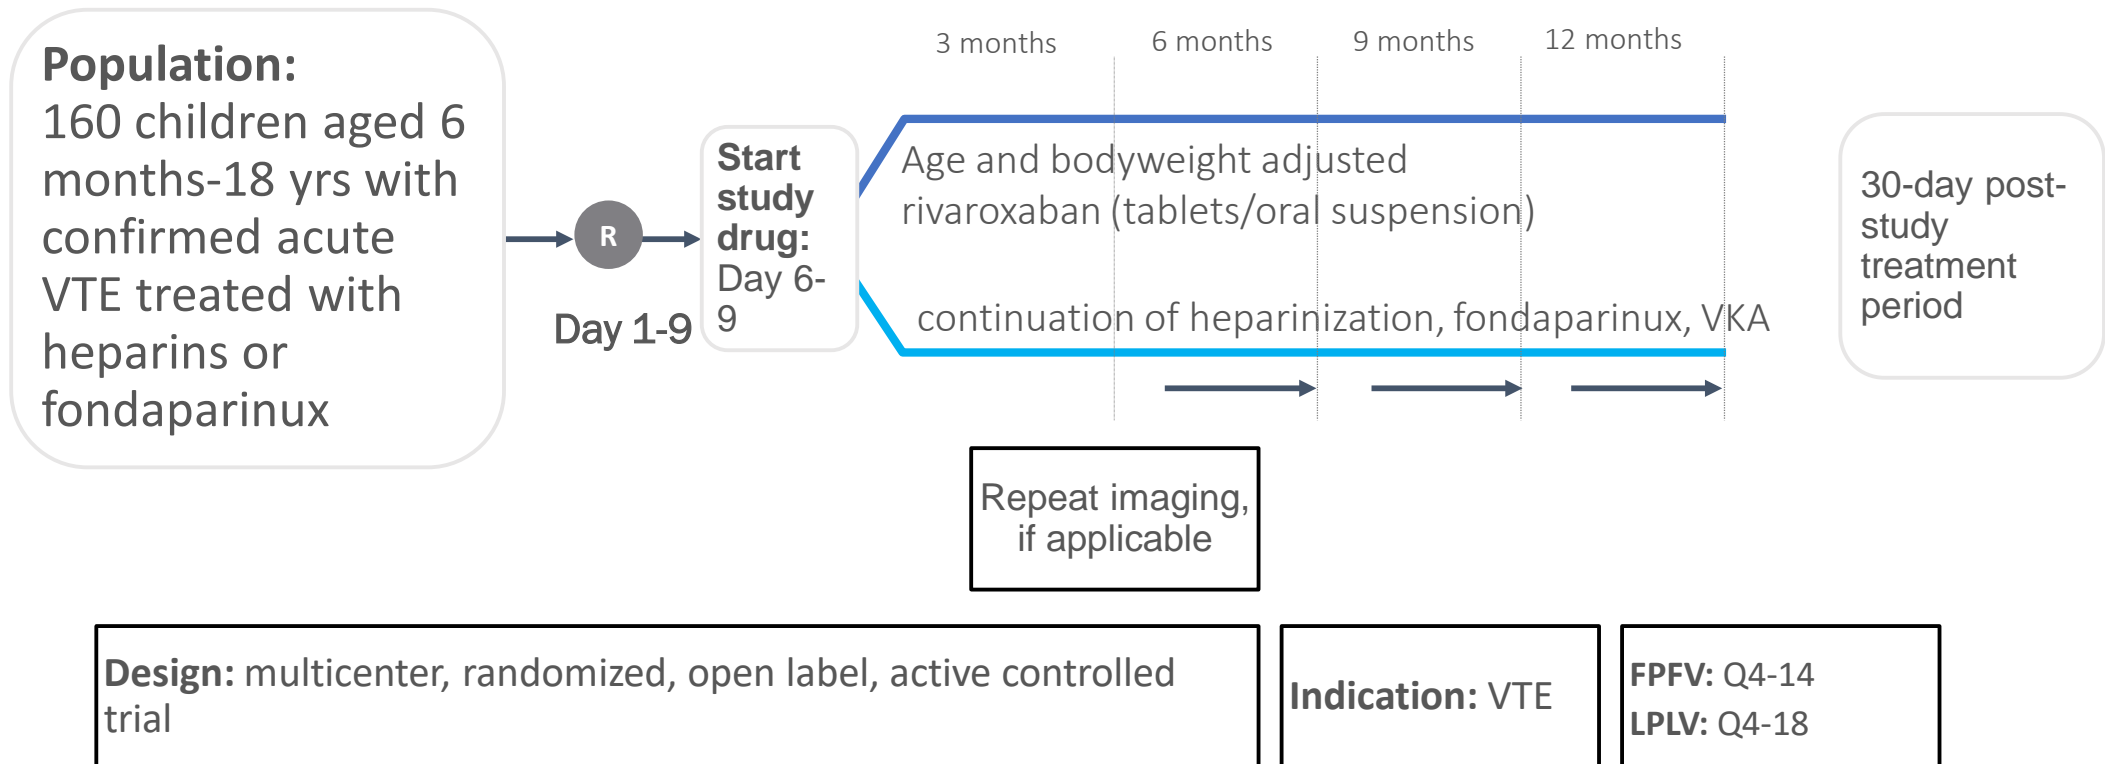 Population:
160 children aged 6
months-18 yrs with
confirmed acute
VTE treated with
heparins or
fondaparinux
R
Day 1-9
Start
study
drug:
Day 6-
9
3 months
6 months
9 months
12 months
Age and bodyweight adjusted
rivaroxaban (tablets/oral suspension)
continuation of heparinization, fondaparinux, VKA
30-day post-
study
treatment
period
Repeat imaging,
if applicable
Design: multicenter, randomized, open label, active controlled
trial
Indication: VTE
FPFV: Q4-14
LPLV: Q4-18